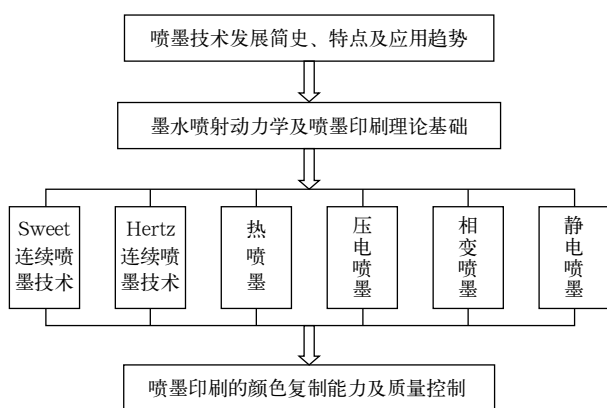 喷墨技术发展简史、特点及应用趋势
墨水喷射动力学及喷墨印刷理论基础
Sweet
连续喷
墨技术
Hertz
连续喷
墨技术
热喷墨
压电喷墨
相变喷墨
静电喷墨
喷墨印刷的颜色复制能力及质量控制